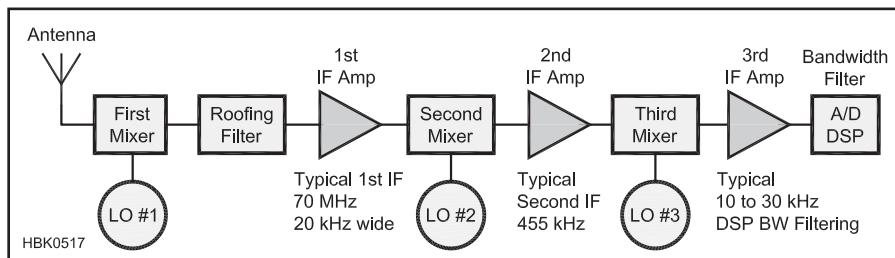 Antenna
1st
IF Amp
2nd
IF Amp
3rd
IF Amp
Bandwidth
Filter
First
Mixer
Roofing
Filter
Second
Mixer
Third
Mixer
A/D
DSP
LO #1
Typical 1st IF
70 MHz
20 kHz wide
LO #2
Typical
Second IF
455 kHz
LO #3
Typical
10 to 30 kHz
DSP BW Filtering
HBK0517